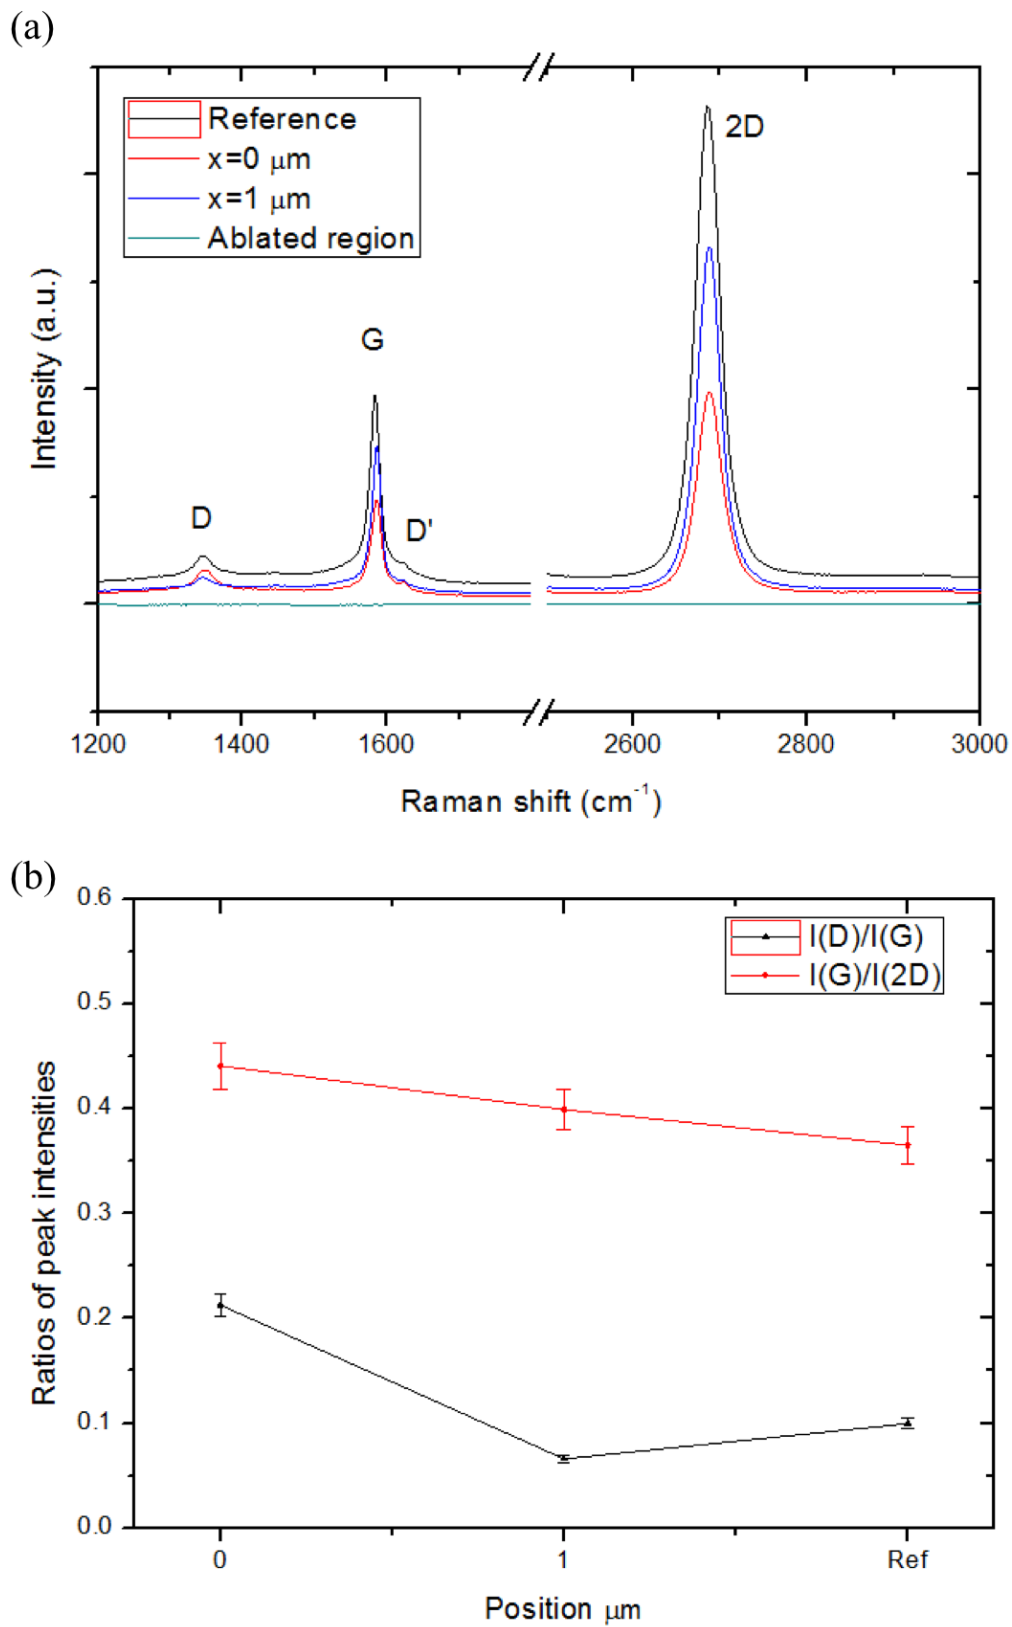 (a)
Reference
x=0 μm
x=1 μm
Ablated region
2D
G
D
D'
Intensity (a.u.)
1200
1400
1600
2600
2800
3000
Raman shift (cm⁻¹)
(b)
0.6
0.5
0.4
0.3
0.2
0.1
0.0
I(D)/I(G)
I(G)/I(2D)
Ratios of peak intensities
0
1
Ref
Position μm